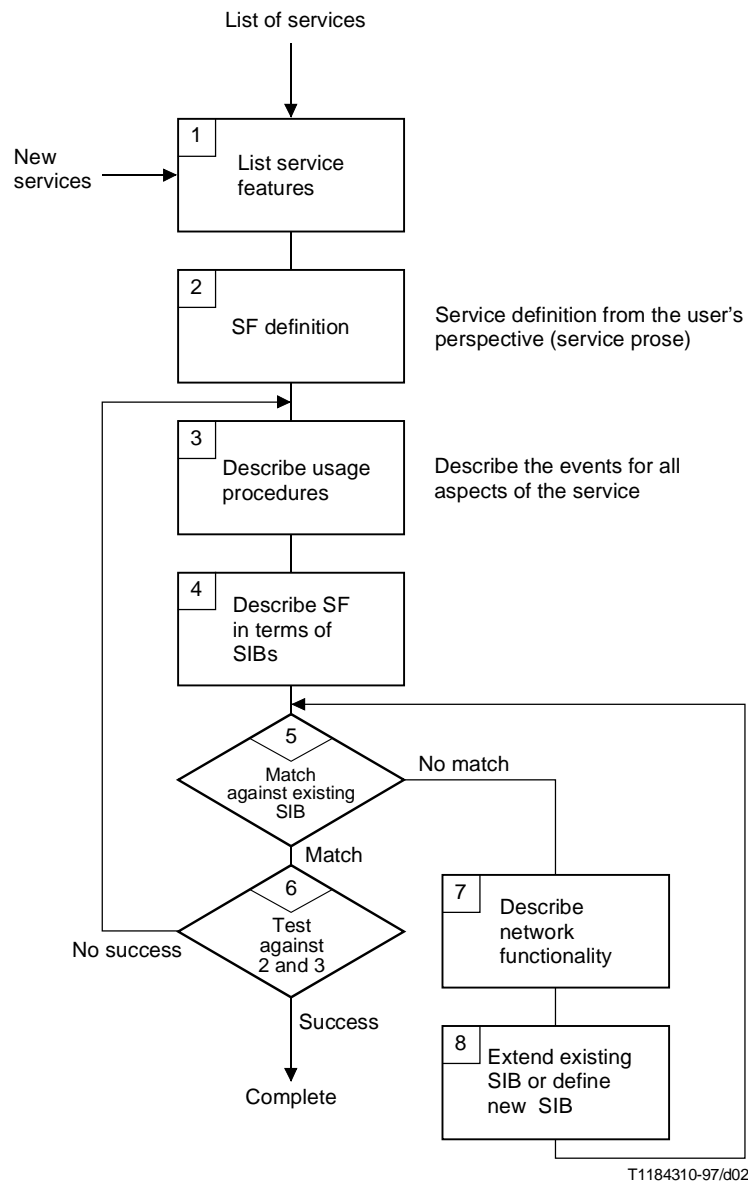 List of services
1
List service
features
New
services
2
SF definition
Service definition from the user's
perspective (service prose)
3
Describe usage
procedures
Describe the events for all
aspects of the service
4
Describe SF
in terms of
SIBs
5
Match
against existing
SIB
No match
Match
6
Test
against
2 and 3
No success
Success
Complete
7
Describe
network
functionality
8
Extend existing
SIB or define
new SIB
T1184310-97/d02